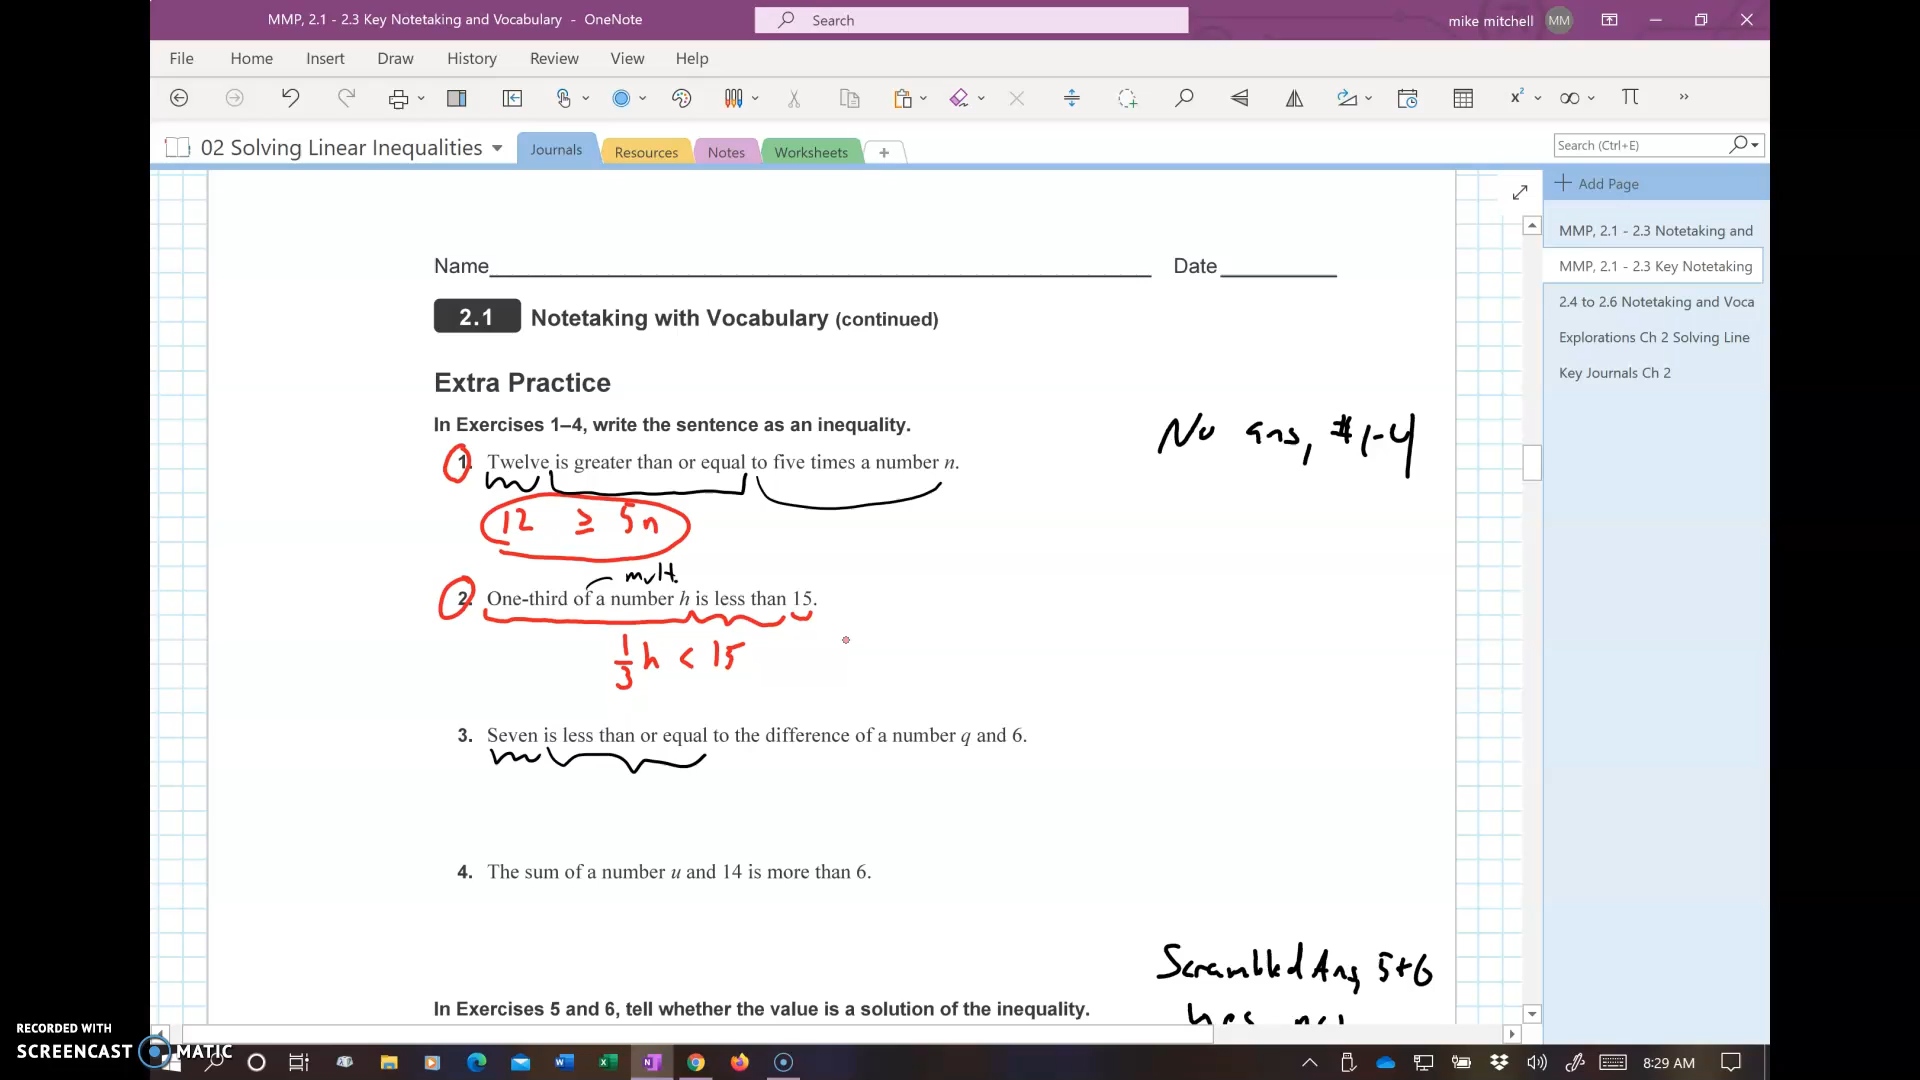 MMP, 2.1 - 2.3 Key Notetaking and Vocabulary - OneNote
Search
mike mitchell MM
File Home Insert Draw History Review View Help
02 Solving Linear Inequalities
Journals Resources Notes Worksheets +
Search (Ctrl+E)
Add Page
MMP, 2.1 - 2.3 Notetaking and
MMP, 2.1 - 2.3 Key Notetaking
2.4 to 2.6 Notetaking and Voca
Explorations Ch 2 Solving Line
Key Journals Ch 2
Name Date
2.1 Notetaking with Vocabulary (continued)
Extra Practice
In Exercises 1–4, write the sentence as an inequality.
No ans, #1-4
1. Twelve is greater than or equal to five times a number n.
12 ≥ 5n
mult.
2. One-third of a number h is less than 15.
1/3 h < 15
3. Seven is less than or equal to the difference of a number q and 6.
4. The sum of a number u and 14 is more than 6.
Scrambled Ans 5+6
In Exercises 5 and 6, tell whether the value is a solution of the inequality.
RECORDED WITH
SCREENCAST MATIC
8:29 AM